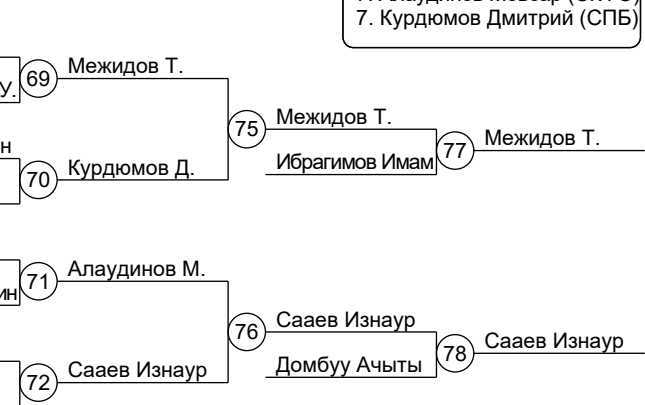 7. Курдюмов Дмитрий (СПБ)
69 Межидов Т.
У.
75 Межидов Т.
77 Межидов Т.
н
Ибрагимов Имам
70 Курдюмов Д.
71 Алаудинов М.
ин
76 Сааев Изнаур
78 Сааев Изнаур
Домбуу Ачыты
72 Сааев Изнаур